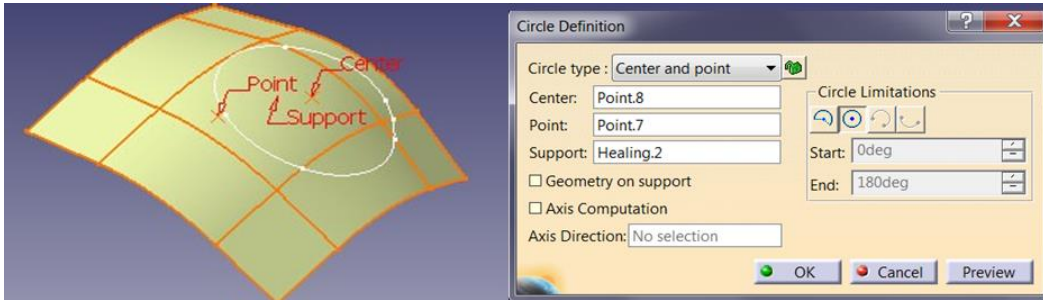 Center
Point
Support
Circle Definition
Circle type : Center and point
Center: Point.8
Point: Point.7
Support: Healing.2
Geometry on support
Axis Computation
Axis Direction: No selection
Circle Limitations
Start: 0deg
End: 180deg
OK
Cancel
Preview